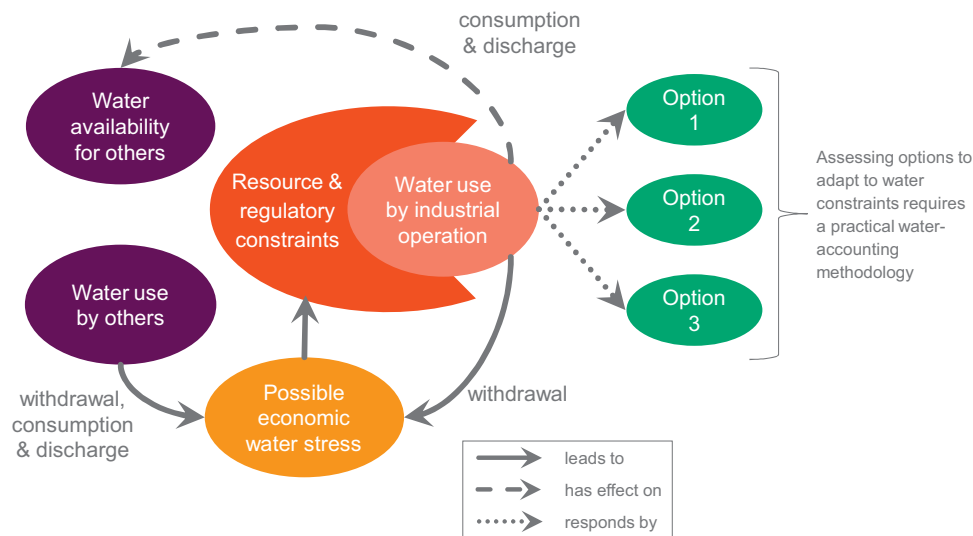 consumption
& discharge
Water
availability
for others
Resource &
regulatory
constraints
Water use
by industrial
operation
Option
1
Option
2
Option
3
Assessing options to
adapt to water
constraints requires
a practical water-
accounting
methodology
Water use
by others
withdrawal,
consumption
& discharge
Possible
economic
water stress
withdrawal
leads to
has effect on
responds by